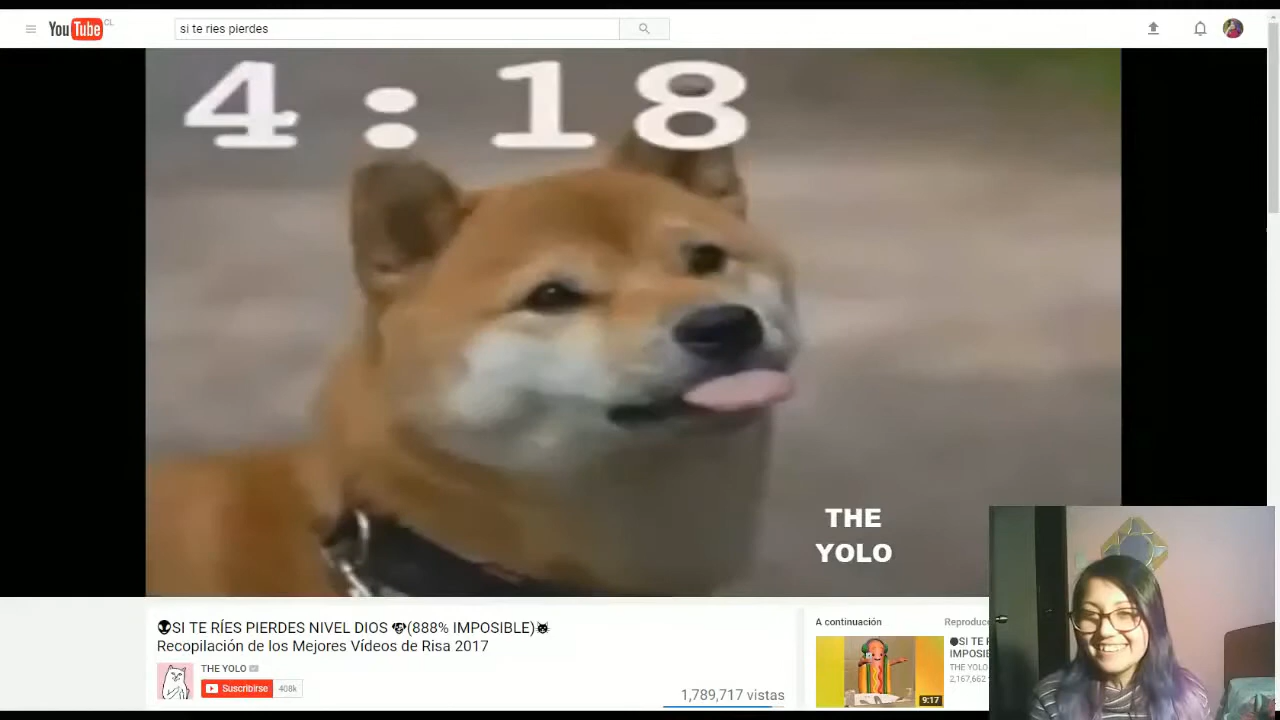 YouTube CL
si te ries pierdes
4:18
THE
YOLO
👽SI TE RÍES PIERDES NIVEL DIOS 🐶(888% IMPOSIBLE)😈
Recopilación de los Mejores Vídeos de Risa 2017
THE YOLO
Suscribirse 408k
1,789,717 vistas
A continuación
Reproduc
SI TE R
IMPOSIB
THE YOLO
2,167,662
9:17